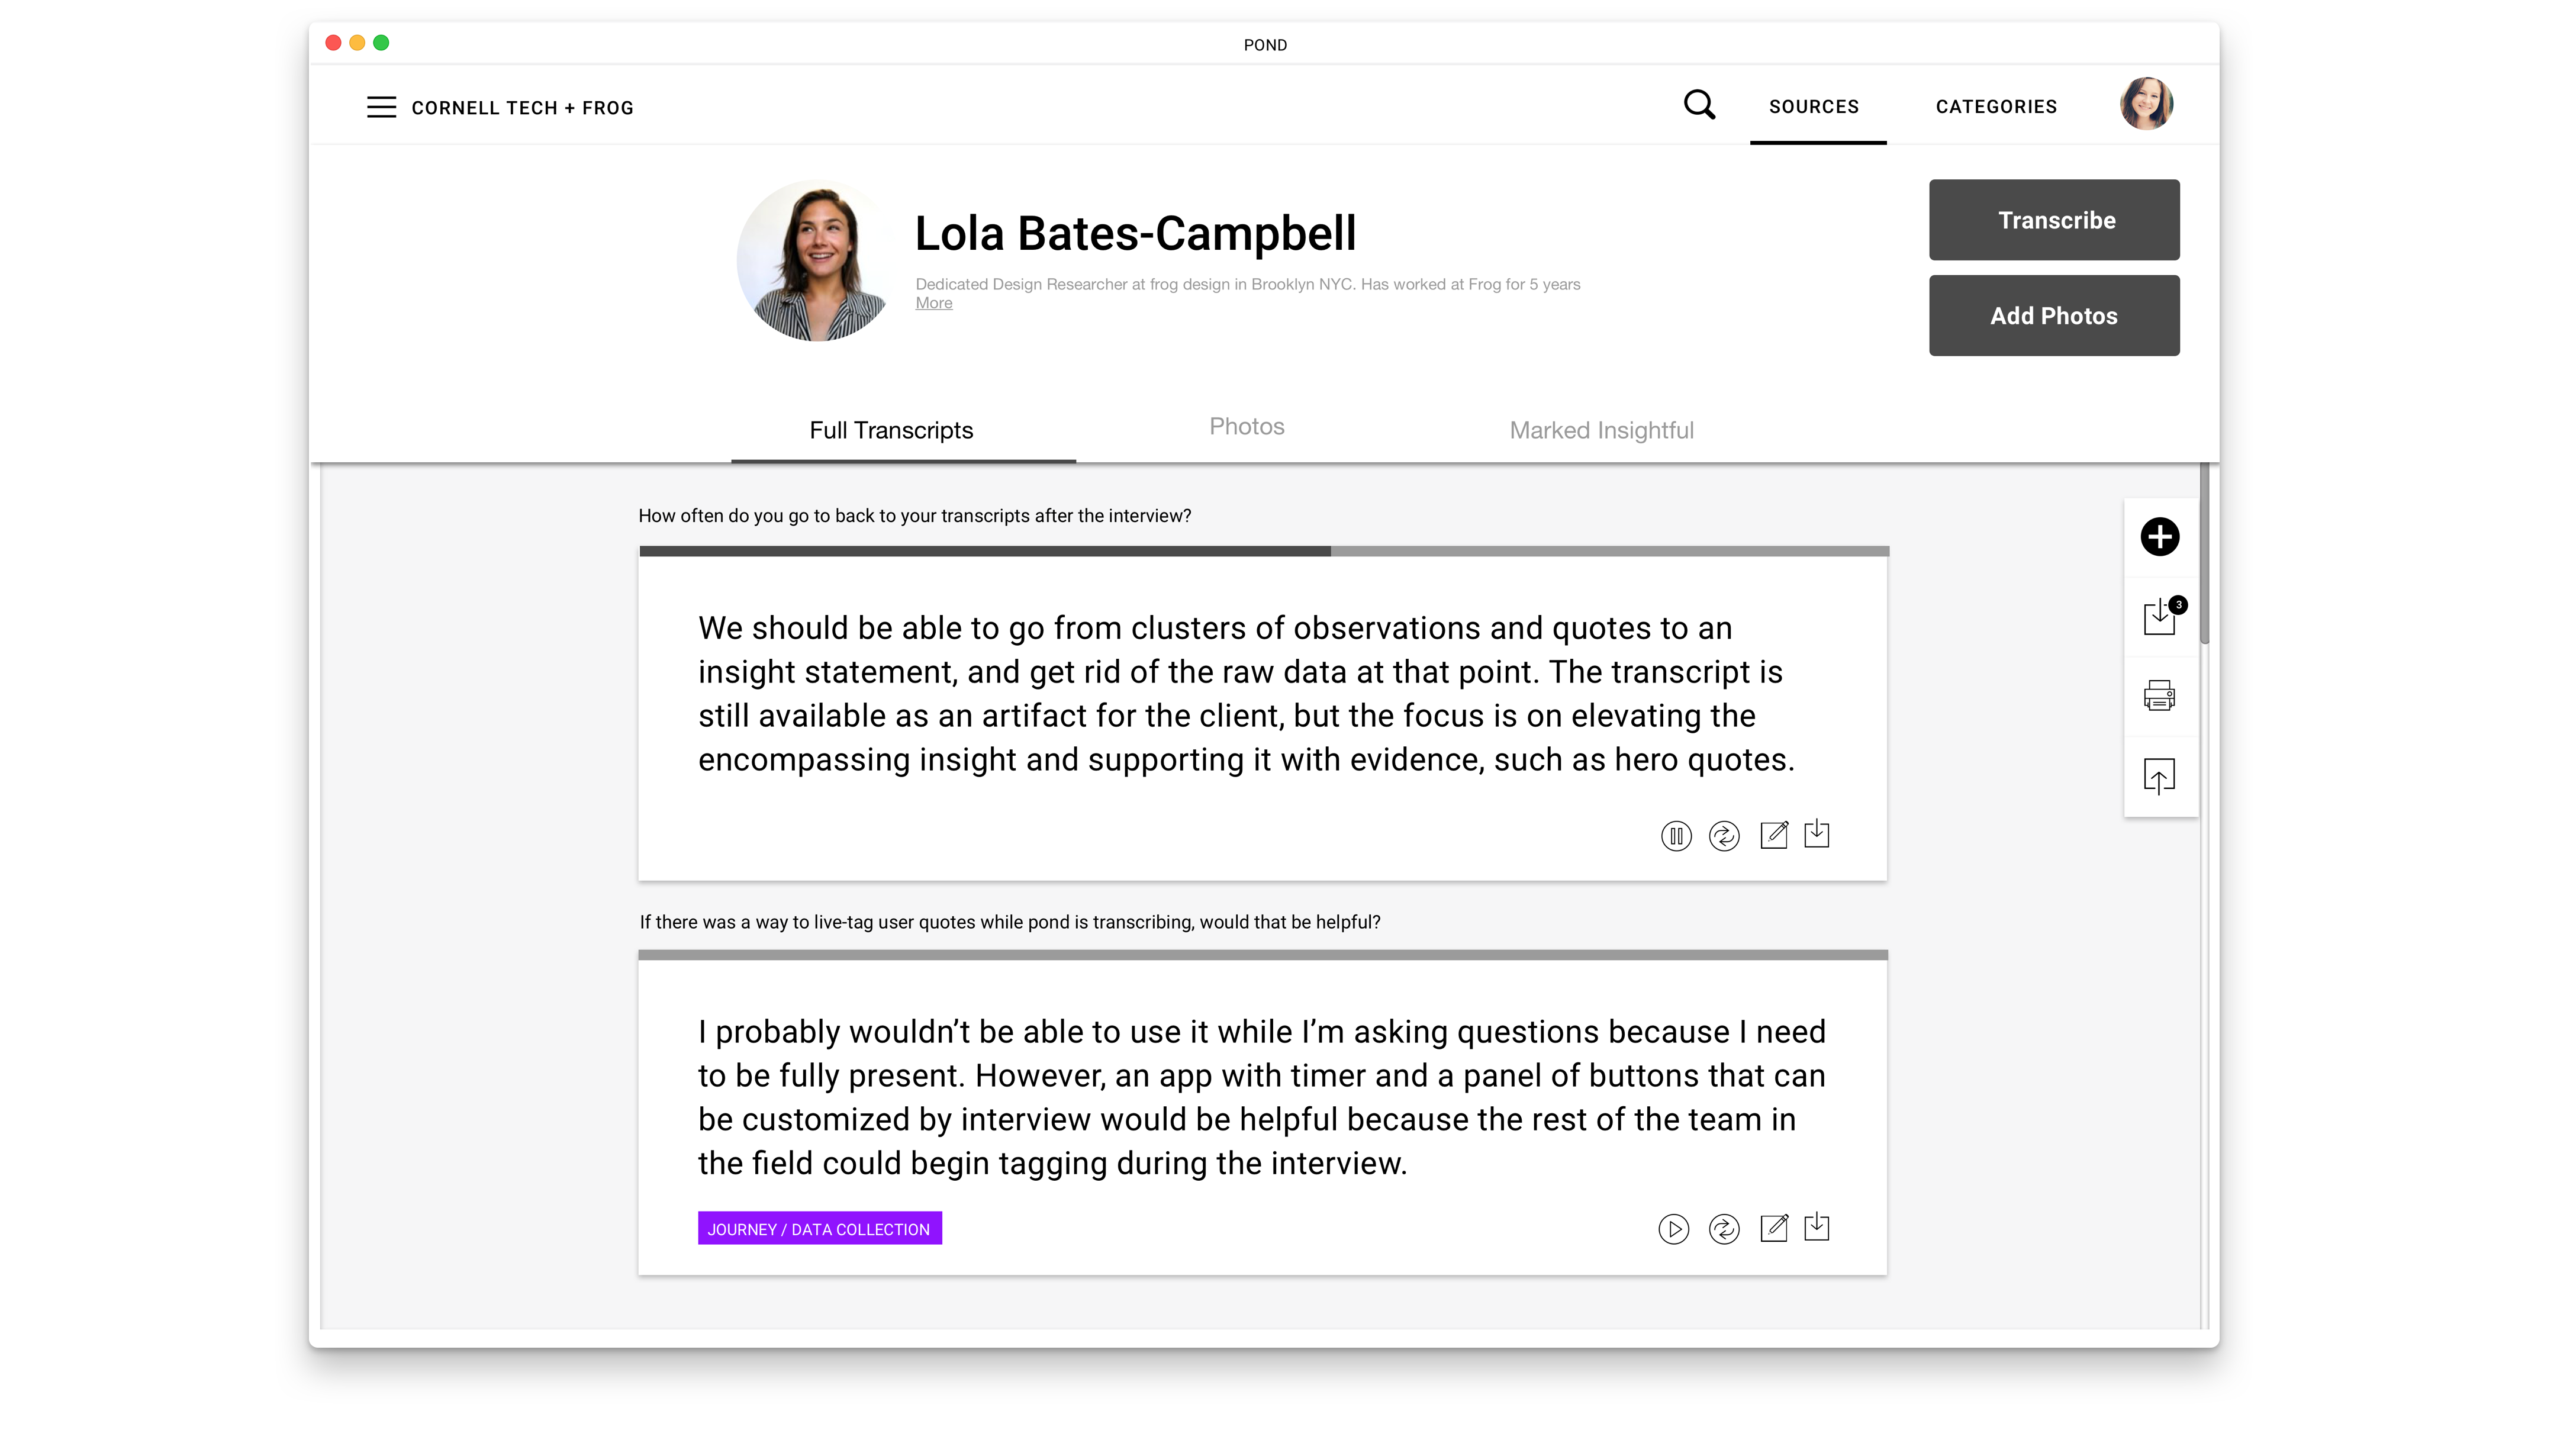 POND
CORNELL TECH + FROG
SOURCES
CATEGORIES
Lola Bates-Campbell
Dedicated Design Researcher at frog design in Brooklyn NYC. Has worked at Frog for 5 years
More
Transcribe
Add Photos
Full Transcripts
Photos
Marked Insightful
How often do you go to back to your transcripts after the interview?
We should be able to go from clusters of observations and quotes to an
insight statement, and get rid of the raw data at that point. The transcript is
still available as an artifact for the client, but the focus is on elevating the
encompassing insight and supporting it with evidence, such as hero quotes.
3
If there was a way to live-tag user quotes while pond is transcribing, would that be helpful?
I probably wouldn’t be able to use it while I’m asking questions because I need
to be fully present. However, an app with timer and a panel of buttons that can
be customized by interview would be helpful because the rest of the team in
the field could begin tagging during the interview.
JOURNEY / DATA COLLECTION